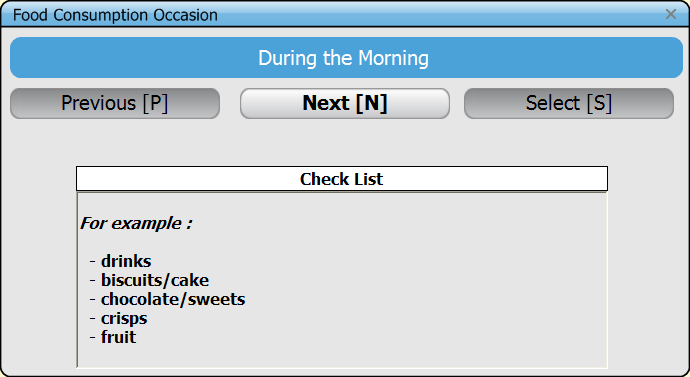 Food Consumption Occasion
During the Morning
Previous [P]
Next [N]
Select [S]
Check List
For example :
- drinks
- biscuits/cake
- chocolate/sweets
- crisps
- fruit